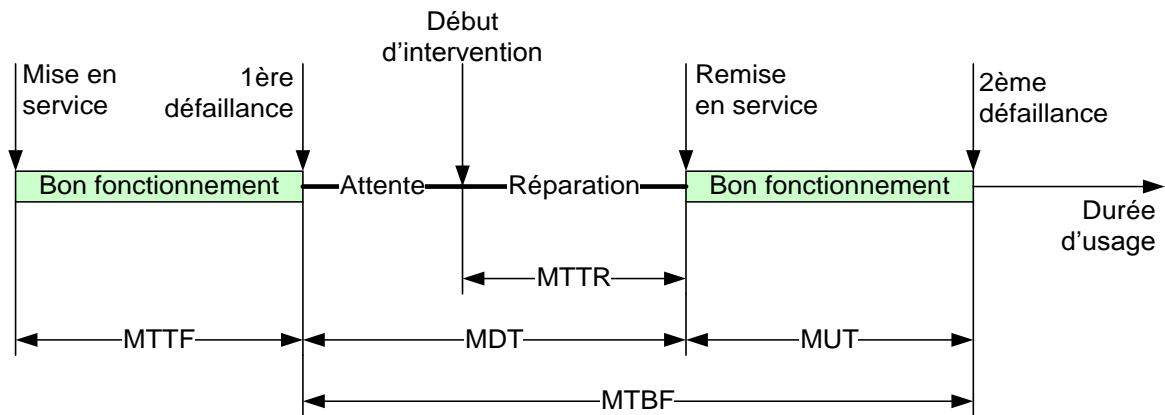 Début
d'intervention
Mise en
service
1ère
défaillance
Remise
en service
2ème
défaillance
Bon fonctionnement
Attente
Réparation
Bon fonctionnement
Durée
d'usage
MTTR
MTTF
MDT
MUT
MTBF